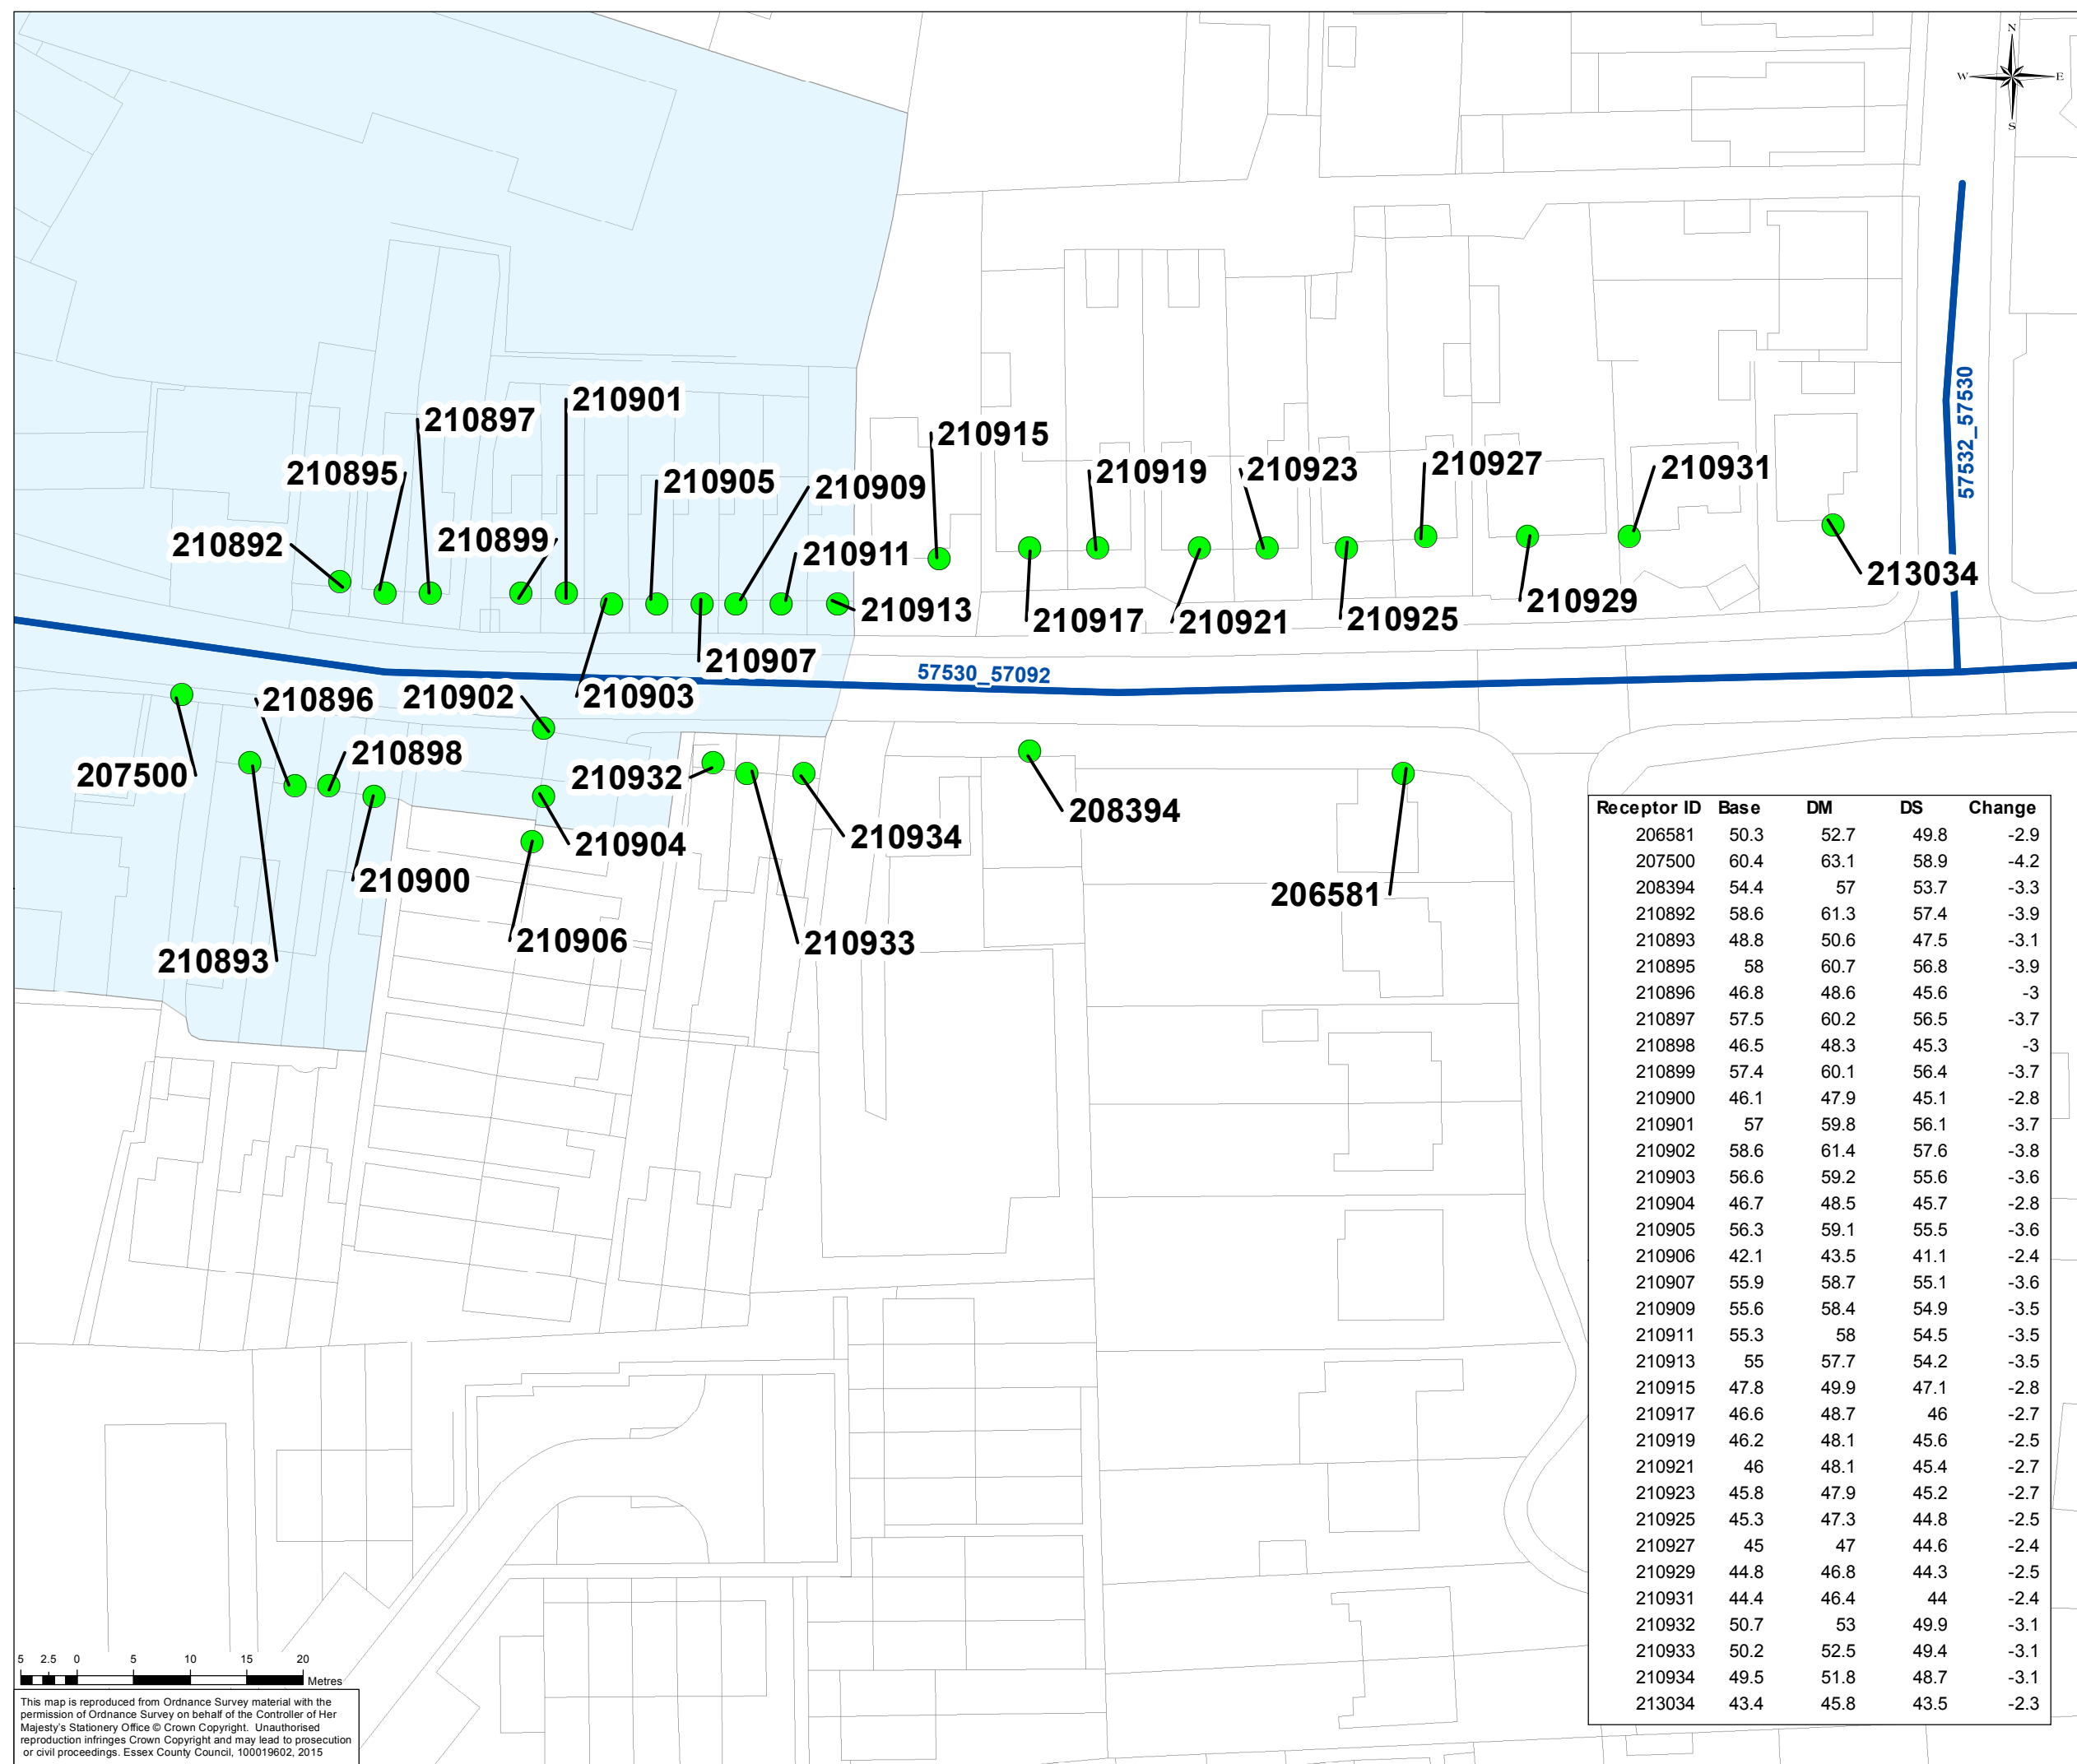 N
W E
S
210901
210897
210915
210895
210905
210909
210919
210923
210927
210931
57532_57530
210892
210899
210911
213034
210913
210917
210921
210925
210929
210907
57530_57092
210896
210902
210903
207500
210898
210932
210934
208394
210904
210900
206581
210906
210933
210893
Receptor ID Base DM DS Change
206581 50.3 52.7 49.8 -2.9
207500 60.4 63.1 58.9 -4.2
208394 54.4 57 53.7 -3.3
210892 58.6 61.3 57.4 -3.9
210893 48.8 50.6 47.5 -3.1
210895 58 60.7 56.8 -3.9
210896 46.8 48.6 45.6 -3
210897 57.5 60.2 56.5 -3.7
210898 46.5 48.3 45.3 -3
210899 57.4 60.1 56.4 -3.7
210900 46.1 47.9 45.1 -2.8
210901 57 59.8 56.1 -3.7
210902 58.6 61.4 57.6 -3.8
210903 56.6 59.2 55.6 -3.6
210904 46.7 48.5 45.7 -2.8
210905 56.3 59.1 55.5 -3.6
210906 42.1 43.5 41.1 -2.4
210907 55.9 58.7 55.1 -3.6
210909 55.6 58.4 54.9 -3.5
210911 55.3 58 54.5 -3.5
210913 55 57.7 54.2 -3.5
210915 47.8 49.9 47.1 -2.8
210917 46.6 48.7 46 -2.7
210919 46.2 48.1 45.6 -2.5
210921 46 48.1 45.4 -2.7
210923 45.8 47.9 45.2 -2.7
210925 45.3 47.3 44.8 -2.5
210927 45 47 44.6 -2.4
210929 44.8 46.8 44.3 -2.5
210931 44.4 46.4 44 -2.4
210932 50.7 53 49.9 -3.1
210933 50.2 52.5 49.4 -3.1
210934 49.5 51.8 48.7 -3.1
213034 43.4 45.8 43.5 -2.3
5 2.5 0 5 10 15 20
Metres
This map is reproduced from Ordnance Survey material with the
permission of Ordnance Survey on behalf of the Controller of Her
Majesty's Stationery Office © Crown Copyright. Unauthorised
reproduction infringes Crown Copyright and may lead to prosecution
or civil proceedings. Essex County Council, 100019602, 2015